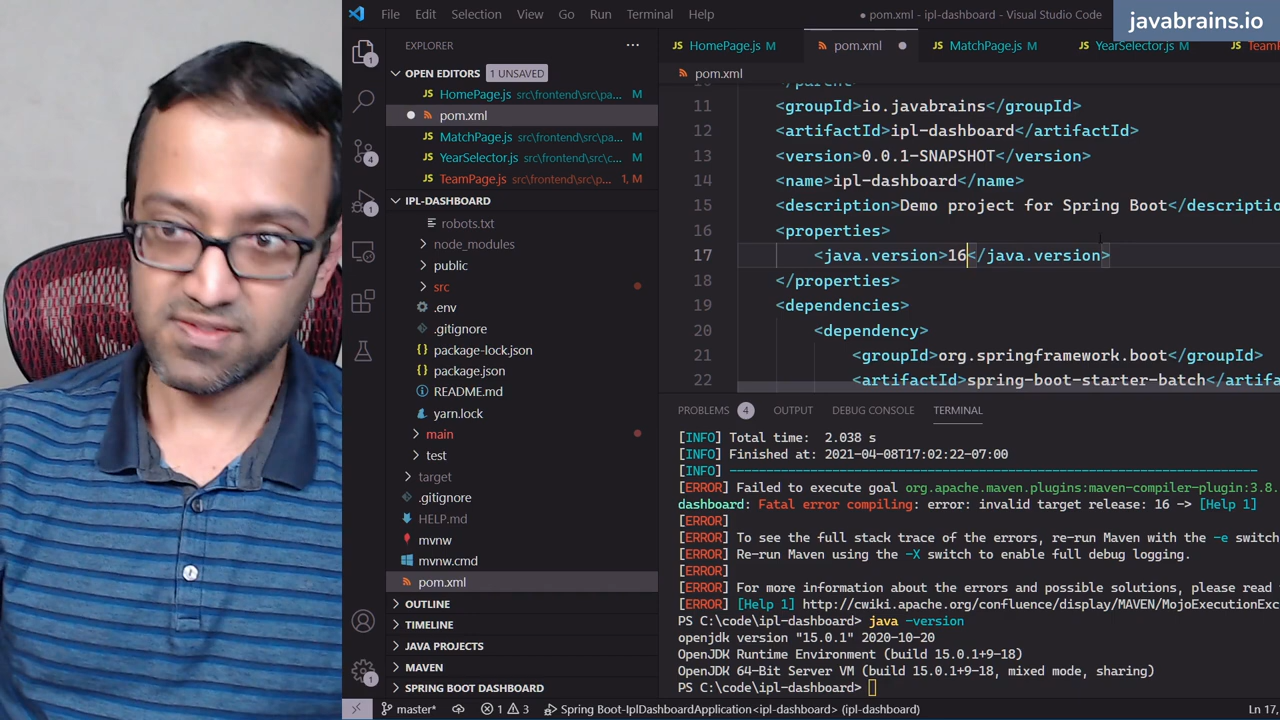 File Edit Selection View Go Run Terminal Help
● pom.xml - ipl-dashboard - Visual Studio Code
javabrains.io
EXPLORER
OPEN EDITORS 1 UNSAVED
HomePage.js src\frontend\src\pa... M
pom.xml
MatchPage.js src\frontend\src\pa... M
YearSelector.js src\frontend\src\c... M
TeamPage.js src\frontend\src\p... 1, M
IPL-DASHBOARD
robots.txt
node_modules
public
src
.env
.gitignore
package-lock.json
package.json
README.md
yarn.lock
main
test
target
.gitignore
HELP.md
mvnw
mvnw.cmd
pom.xml
OUTLINE
TIMELINE
JAVA PROJECTS
MAVEN
SPRING BOOT DASHBOARD
HomePage.js M pom.xml MatchPage.js M YearSelector.js M
pom.xml
11 <groupId>io.javabrains</groupId>
12 <artifactId>ipl-dashboard</artifactId>
13 <version>0.0.1-SNAPSHOT</version>
14 <name>ipl-dashboard</name>
15 <description>Demo project for Spring Boot</descriptio
16 <properties>
17 <java.version>16</java.version>
18 </properties>
19 <dependencies>
20 <dependency>
21 <groupId>org.springframework.boot</groupId>
22 <artifactId>spring-boot-starter-batch</artifa
PROBLEMS 4 OUTPUT DEBUG CONSOLE TERMINAL
[INFO] Total time:  2.038 s
[INFO] Finished at: 2021-04-08T17:02:22-07:00
[INFO] ------------------------------------------------------------------------
[ERROR] Failed to execute goal org.apache.maven.plugins:maven-compiler-plugin:3.8.
dashboard: Fatal error compiling: error: invalid target release: 16 -> [Help 1]
[ERROR]
[ERROR] To see the full stack trace of the errors, re-run Maven with the -e switch
[ERROR] Re-run Maven using the -X switch to enable full debug logging.
[ERROR]
[ERROR] For more information about the errors and possible solutions, please read
[ERROR] [Help 1] http://cwiki.apache.org/confluence/display/MAVEN/MojoExecutionExc
PS C:\code\ipl-dashboard> java -version
openjdk version "15.0.1" 2020-10-20
OpenJDK Runtime Environment (build 15.0.1+9-18)
OpenJDK 64-Bit Server VM (build 15.0.1+9-18, mixed mode, sharing)
PS C:\code\ipl-dashboard>
master* 1 3 Spring Boot-IplDashboardApplication<ipl-dashboard> (ipl-dashboard) Ln 17,